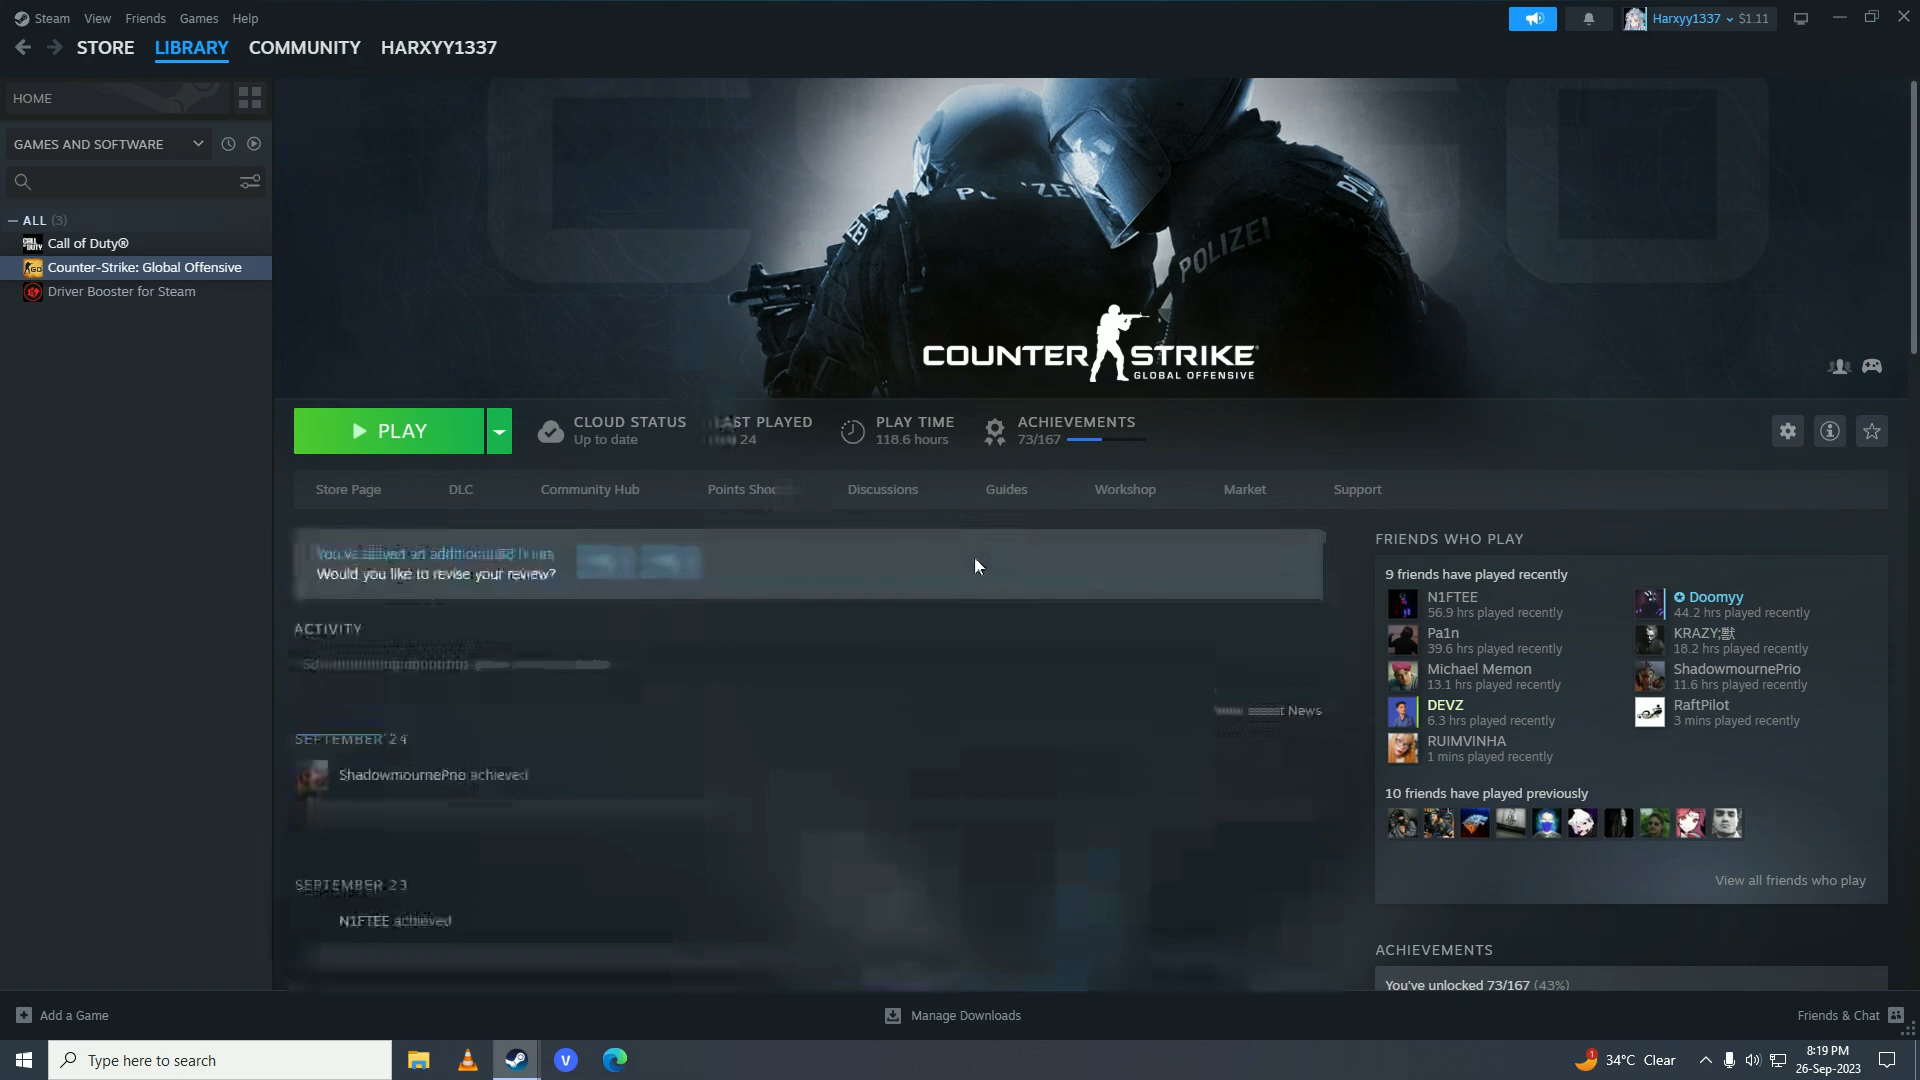 Steam View Friends Games Help
Harxyy1337 $1.11
STORE LIBRARY COMMUNITY HARXYY1337
HOME
GAMES AND SOFTWARE
ALL (3)
Call of Duty®
Counter-Strike: Global Offensive
Driver Booster for Steam
POLIZEI
COUNTER STRIKE
GLOBAL OFFENSIVE
PLAY
CLOUD STATUS
Up to date
LAST PLAYED
24
PLAY TIME
118.6 hours
ACHIEVEMENTS
73/167
Store Page DLC Community Hub Points Shop Discussions Guides Workshop Market Support
Would you like to revise your review?
ACTIVITY
News
SEPTEMBER 24
ShadowmournePrio achieved
SEPTEMBER 23
N1FTEE achieved
FRIENDS WHO PLAY
9 friends have played recently
N1FTEE
56.9 hrs played recently
Doomyy
44.2 hrs played recently
Pa1n
39.6 hrs played recently
KRAZY;獣
18.2 hrs played recently
Michael Memon
13.1 hrs played recently
ShadowmournePrio
11.6 hrs played recently
DEVZ
6.3 hrs played recently
RaftPilot
3 mins played recently
RUIMVINHA
1 mins played recently
10 friends have played previously
View all friends who play
ACHIEVEMENTS
You've unlocked 73/167 (43%)
Add a Game
Manage Downloads
Friends & Chat
Type here to search
1
34°C Clear
8:19 PM
26-Sep-2023